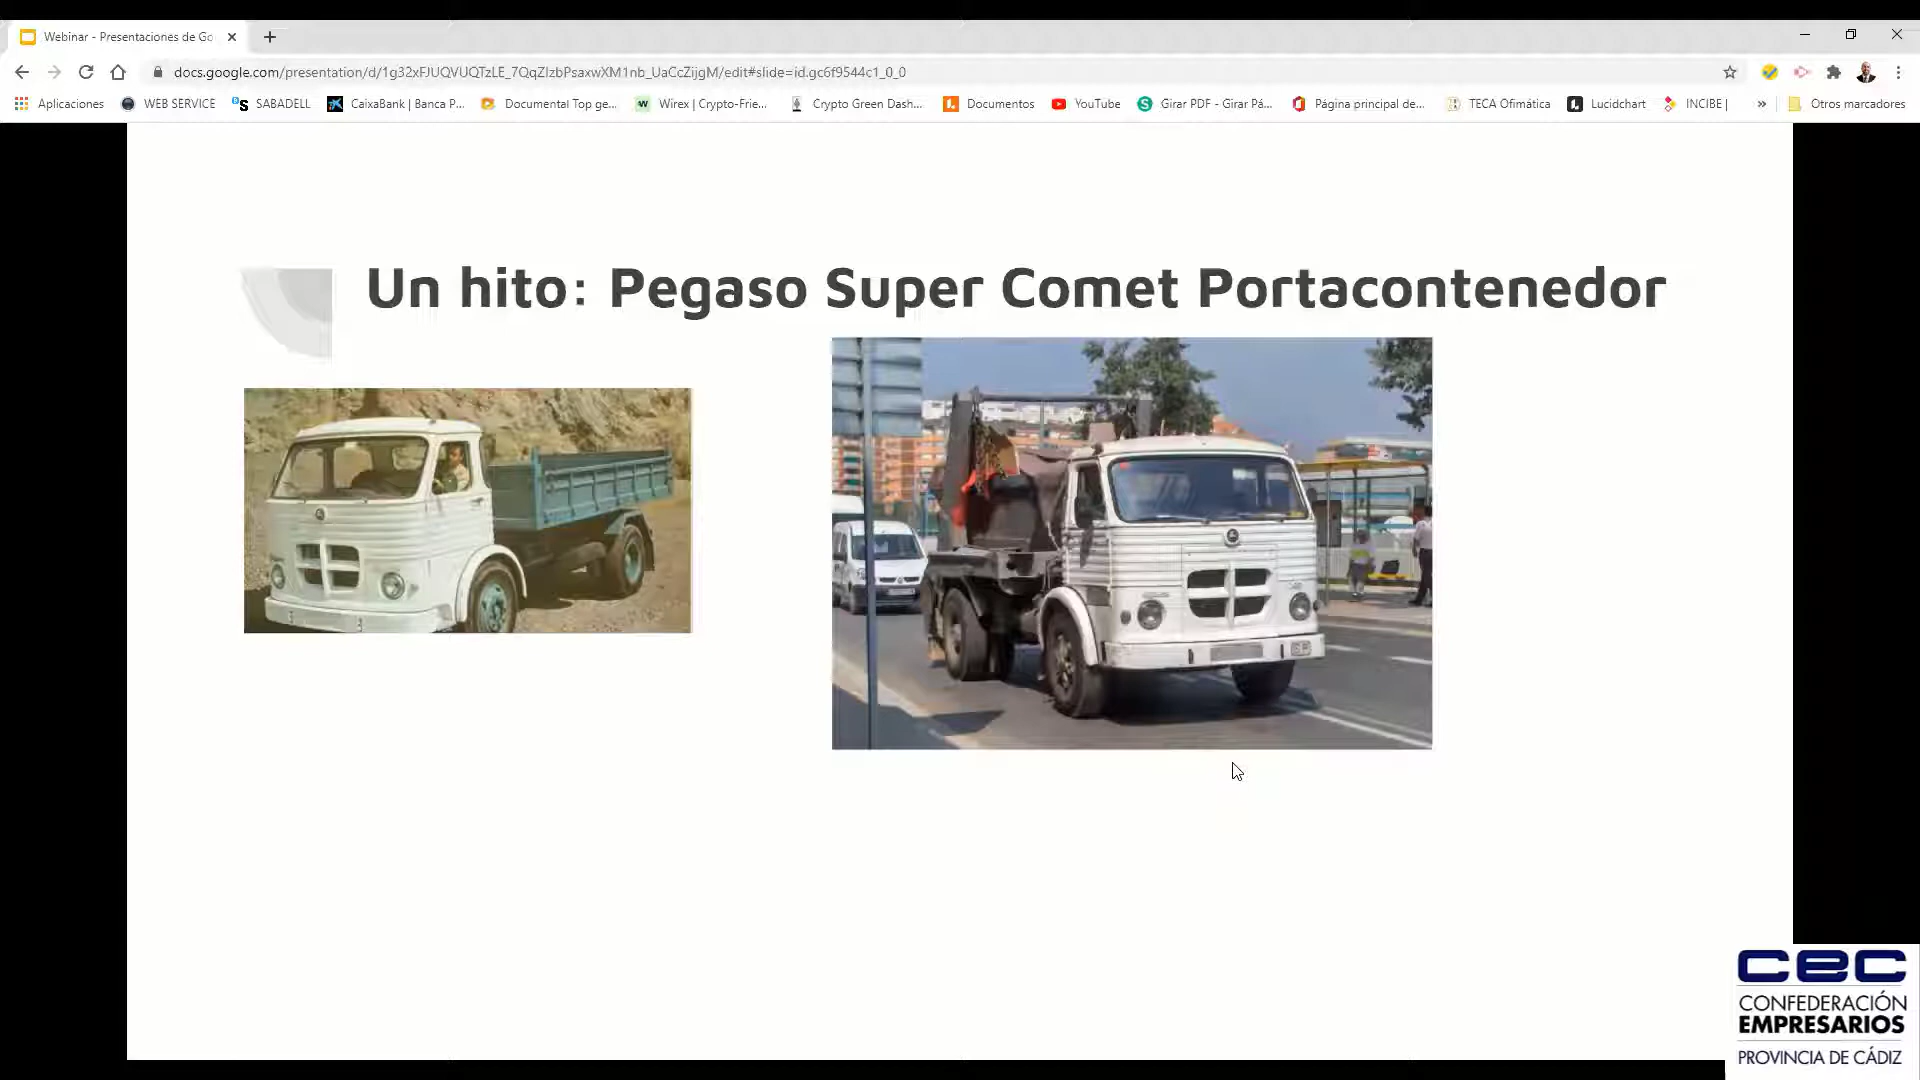 Webinar - Presentaciones de Go
docs.google.com/presentation/d/1g32xFJUQVUQTzLE_7QqZIzbPsaxwXM1nb_UaCcZijgM/edit#slide=id.gc6f9544c1_0_0
Aplicaciones WEB SERVICE SABADELL CaixaBank | Banca P... Documental Top ge... Wirex | Crypto-Frie... Crypto Green Dash... Documentos YouTube Girar PDF - Girar Pá... Página principal de... TECA Ofimática Lucidchart INCIBE | » Otros marcadores
Un hito: Pegaso Super Comet Portacontenedor
cec
CONFEDERACIÓN
EMPRESARIOS
PROVINCIA DE CÁDIZ